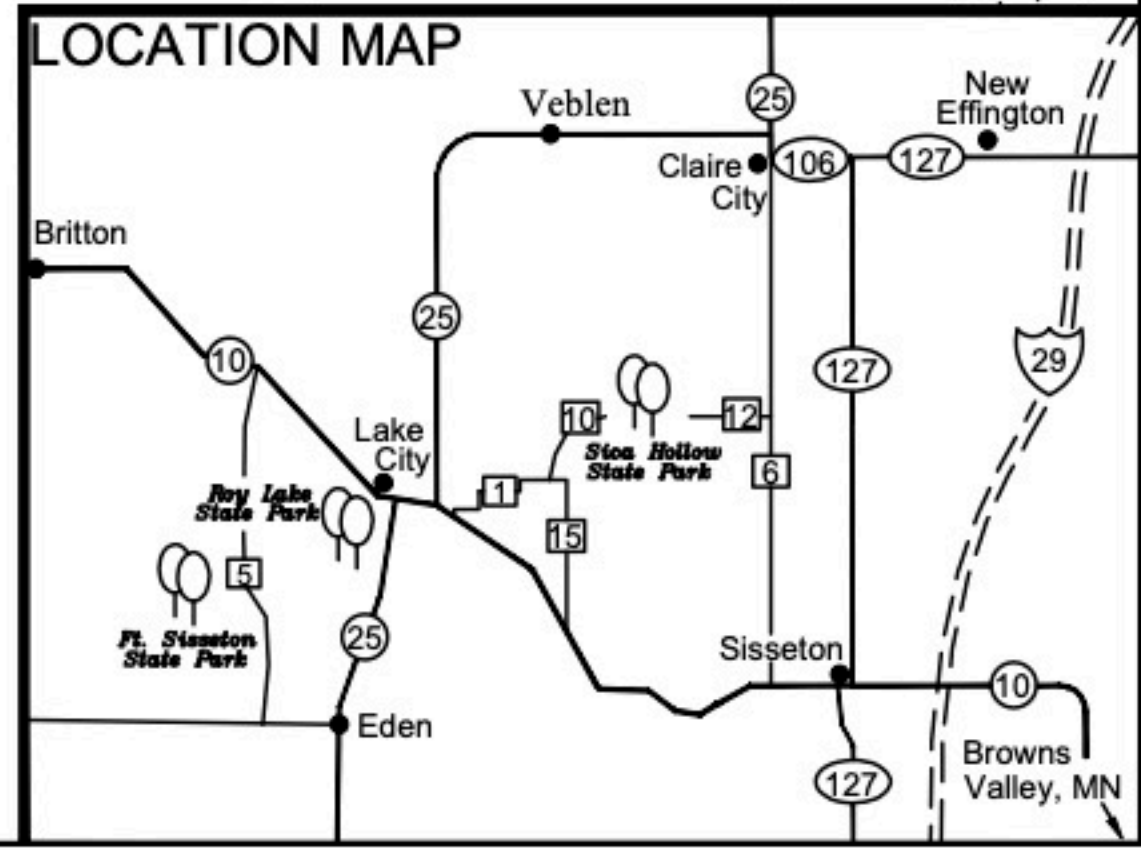 LOCATION MAP
Veblen
25
New
Effington
Claire
City
106
127
Britton
25
10
127
29
Lake
City
10
12
Sica Hollow
State Park
6
1
Roy Lake
State Park
15
5
Ft. Sisseton
State Park
25
Sisseton
10
Eden
127
Browns
Valley, MN